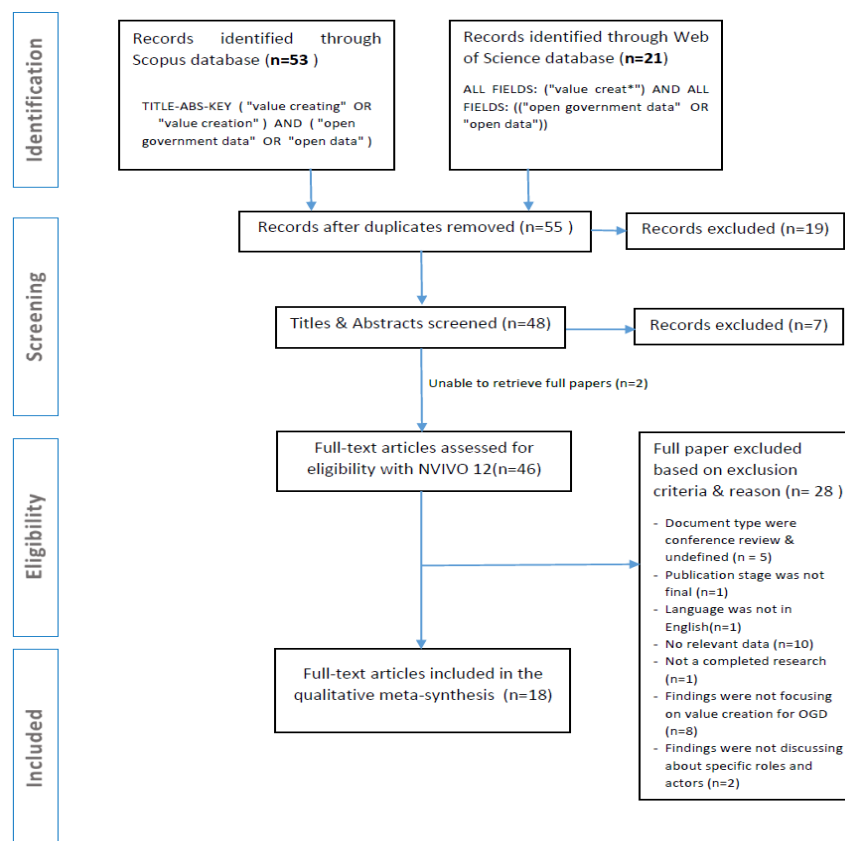 Identification
Records identified through
Scopus database (n=53 )
TITLE-ABS-KEY ( "value creating" OR
"value creation" ) AND ( "open
government data" OR "open data" )
Records identified through Web
of Science database (n=21)
ALL FIELDS: ("value creat*") AND ALL
FIELDS: (("open government data" OR
"open data"))
Records after duplicates removed (n=55 )
Records excluded (n=19)
Screening
Titles & Abstracts screened (n=48)
Records excluded (n=7)
Unable to retrieve full papers (n=2)
Eligibility
Full-text articles assessed for
eligibility with NVIVO 12(n=46)
Full paper excluded
based on exclusion
criteria & reason (n= 28 )
- Document type were
conference review &
undefined (n = 5)
- Publication stage was not
final (n=1)
- Language was not in
English(n=1)
- No relevant data (n=10)
- Not a completed research
(n=1)
- Findings were not focusing
on value creation for OGD
(n=8)
- Findings were not discussing
about specific roles and
actors (n=2)
Included
Full-text articles included in the
qualitative meta-synthesis (n=18)